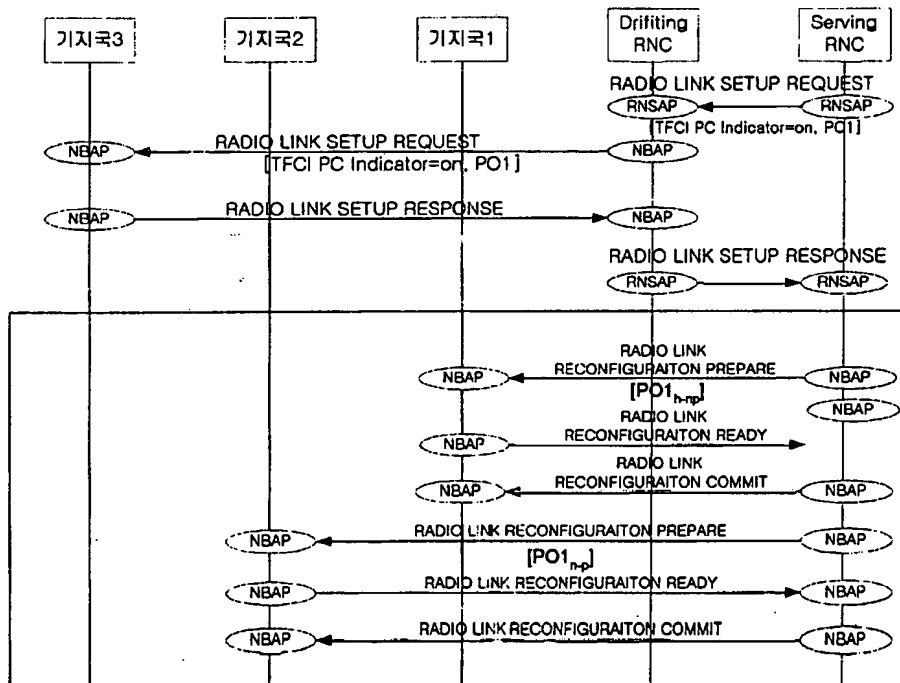 기지국3
기지국2
기지국1
Drifiting
RNC
Serving
RNC
RADIO LINK SETUP REQUEST
RNSAP
RNSAP
[TFCI PC Indicator=on, PO1]
RADIO LINK SETUP REQUEST
NBAP
NBAP
[TFCI PC Indicator=on, PO1]
RADIO LINK SETUP RESPONSE
NBAP
NBAP
RADIO LINK SETUP RESPONSE
RNSAP
RNSAP
RADIO LINK
RECONFIGURAITON PREPARE
NBAP
NBAP
[PO1h-np]
NBAP
RADIO LINK
RECONFIGURAITON READY
NBAP
RADIO LINK
RECONFIGURAITON COMMIT
NBAP
NBAP
RADIO LINK RECONFIGURAITON PREPARE
NBAP
NBAP
[PO1n-p]
RADIO LINK RECONFIGURAITON READY
NBAP
NBAP
RADIO LINK RECONFIGURAITON COMMIT
NBAP
NBAP